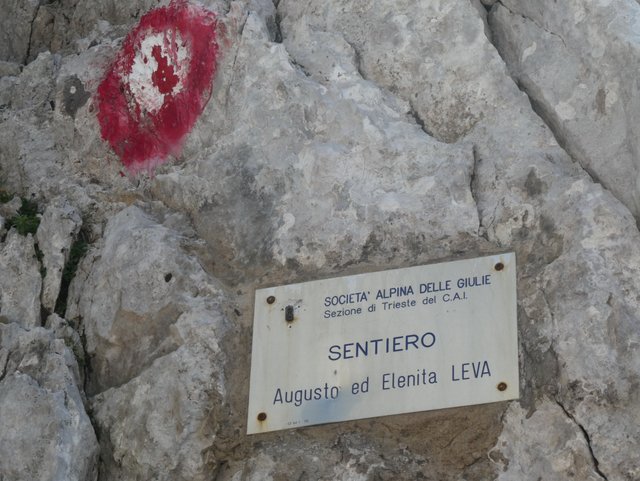 SOCIETA' ALPINA DELLE GIULIE
Sezione di Trieste del C.A.I.
SENTIERO
Augusto ed Elenita LEVA